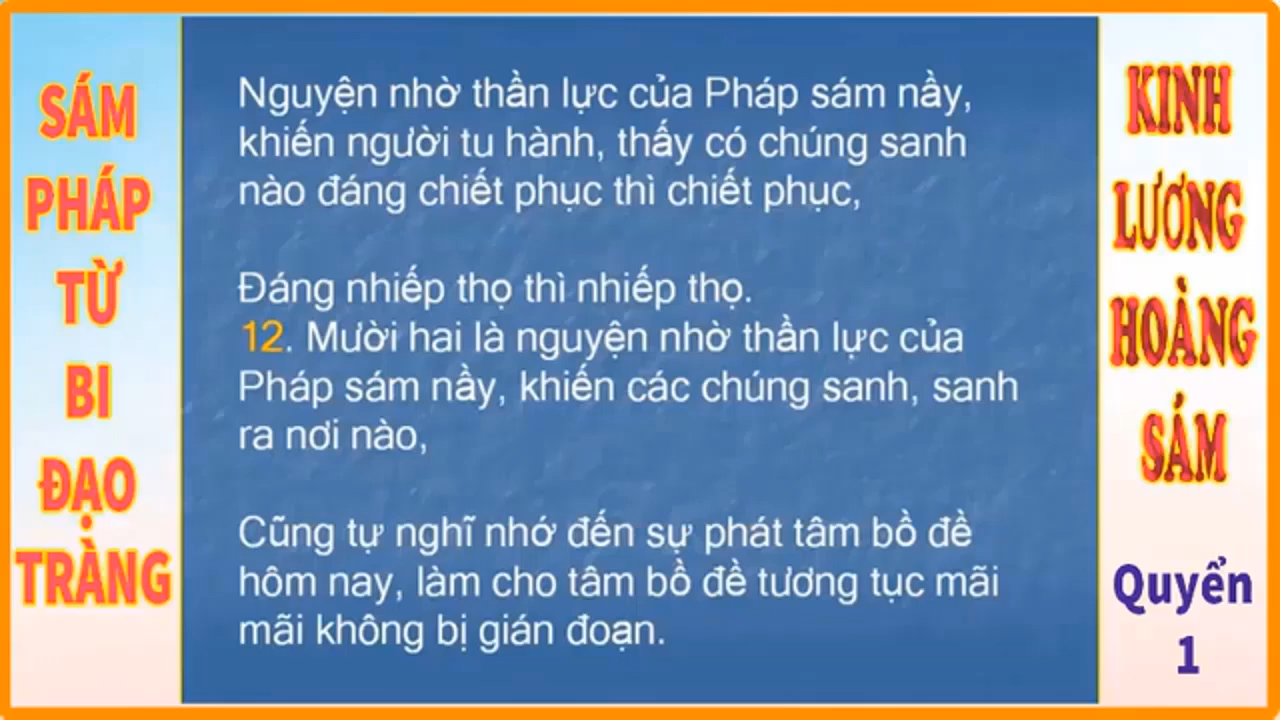 SÁM
PHÁP
TỪ
BI
ĐẠO
TRÀNG
Nguyện nhờ thần lực của Pháp sám nầy,
khiến người tu hành, thấy có chúng sanh
nào đáng chiết phục thì chiết phục,
Đáng nhiếp thọ thì nhiếp thọ.
12. Mười hai là nguyện nhờ thần lực của
Pháp sám nầy, khiến các chúng sanh, sanh
ra nơi nào,
Cũng tự nghĩ nhớ đến sự phát tâm bồ đề
hôm nay, làm cho tâm bồ đề tương tục mãi
mãi không bị gián đoạn.
KINH
LƯƠNG
HOÀNG
SÁM
Quyển
1